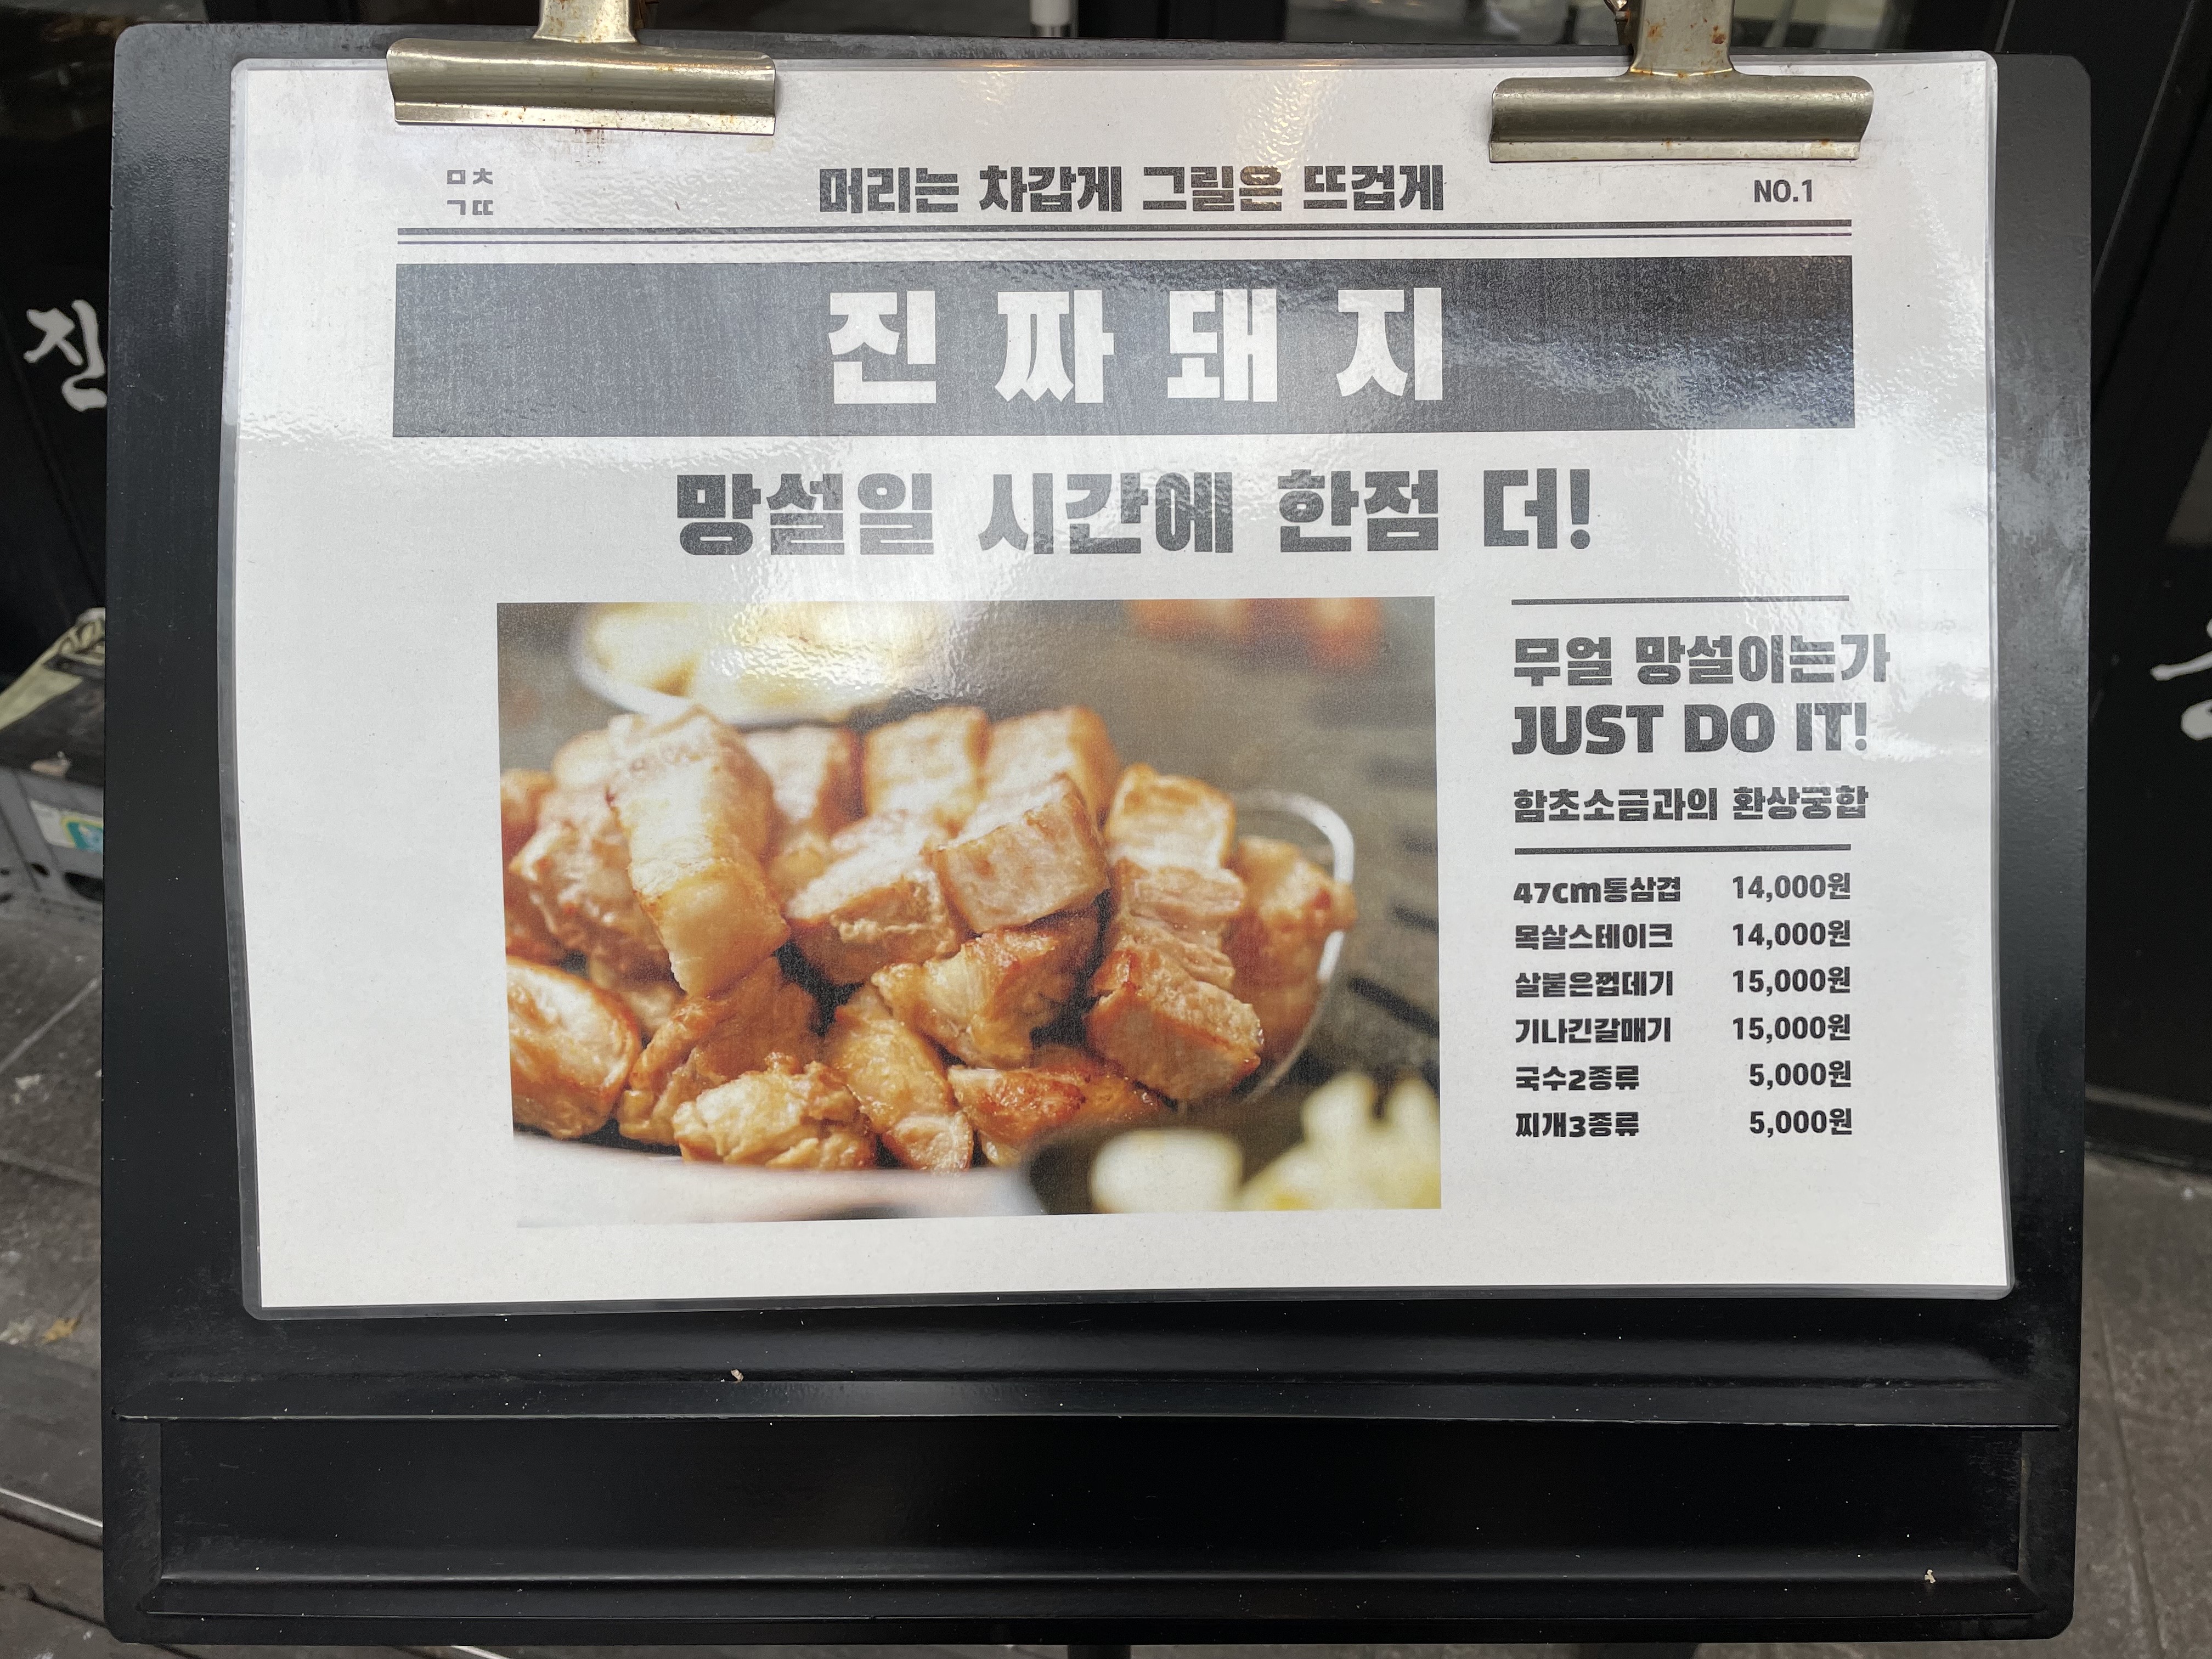 ㅁㅊ
ㄱㄸ
머리는 차갑게 그릴은 뜨겁게
NO.1
진짜돼지
망설일 시간에 한점 더!
무얼 망설이는가
JUST DO IT!
함초소금과의 환상궁합
47cm통삼겹 14,000원
목살스테이크 14,000원
살붙은껍데기 15,000원
기나긴갈매기 15,000원
국수2종류 5,000원
찌개3종류 5,000원
진